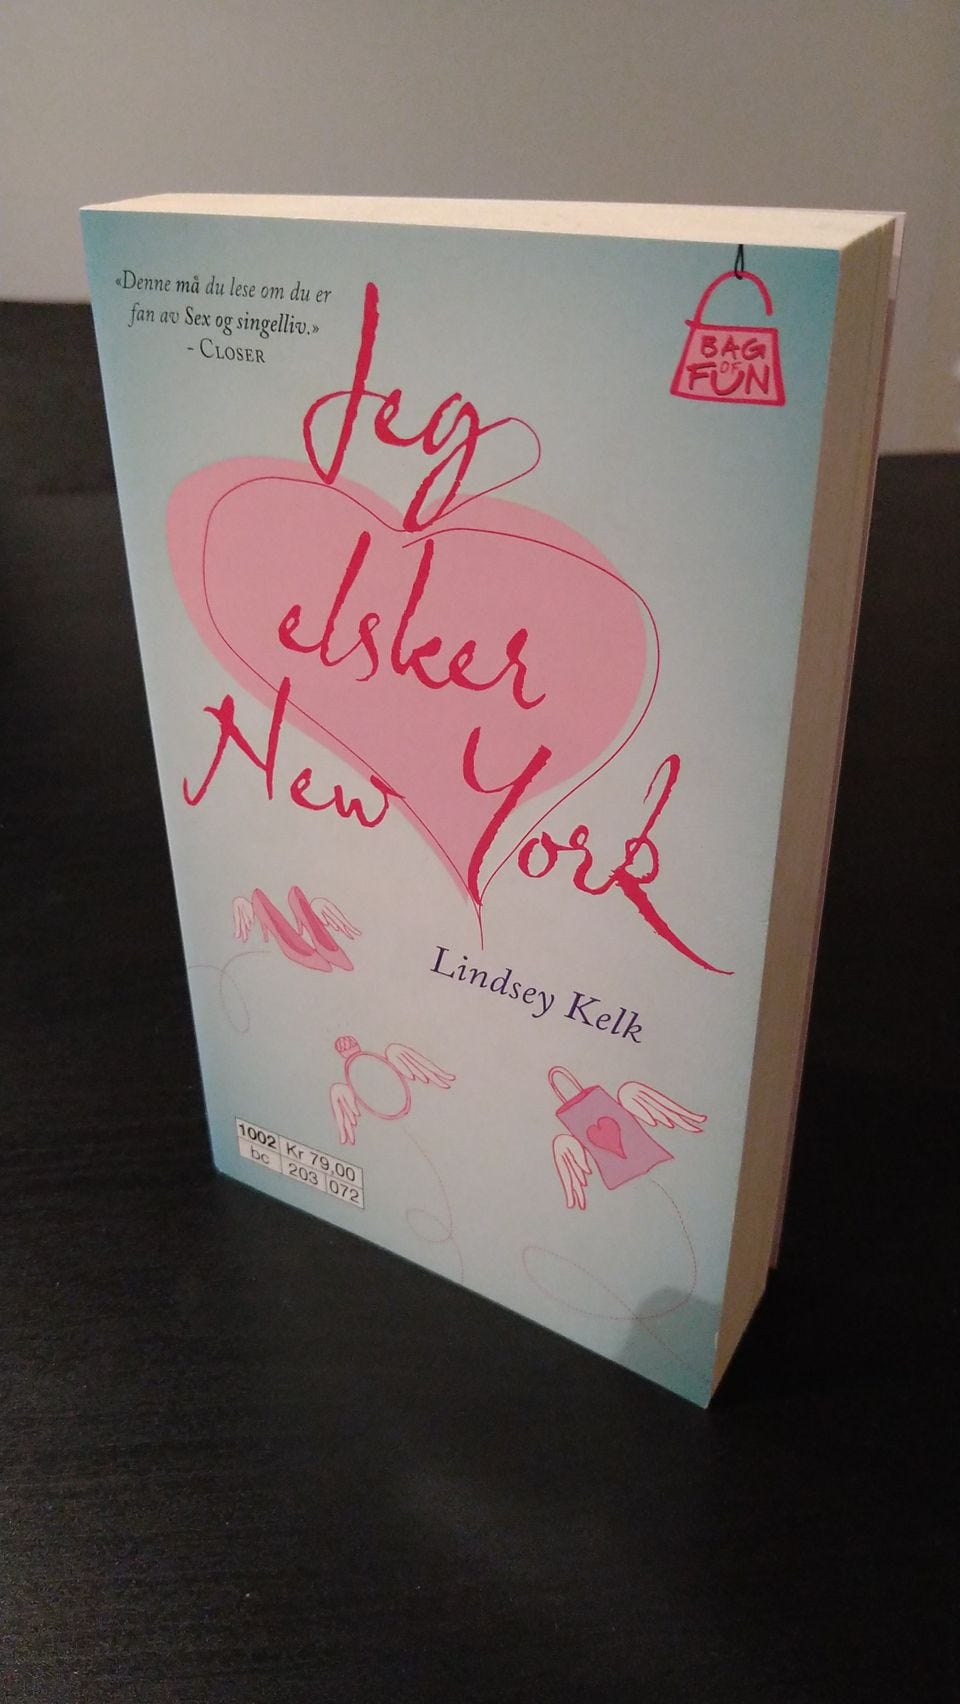 «Denne må du lese om du er
fan av Sex og singelliv.»
- CLOSER
BAG
OF
FUN
Jeg
elsker
New York
Lindsey Kelk
1002 Kr 79,00
bc 203 072